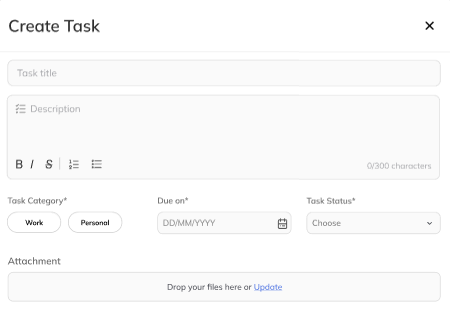 Create Task
Task title
Description
B I S
0/300 characters
Task Category* Due on* Task Status*
Work Personal DD/MM/YYYY Choose
Attachment
Drop your files here or Update